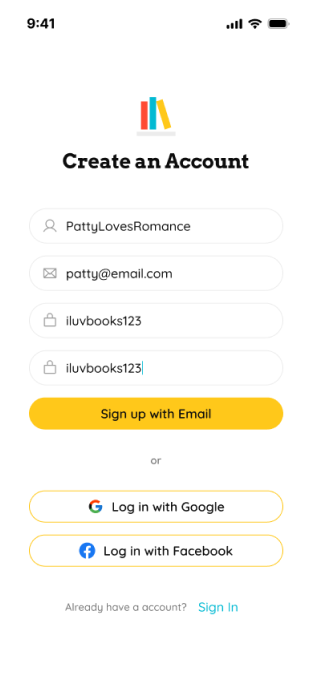 9:41
Create an Account
PattyLovesRomance
patty@email.com
iluvbooks123
iluvbooks123
Sign up with Email
or
Log in with Google
Log in with Facebook
Already have a account? Sign In